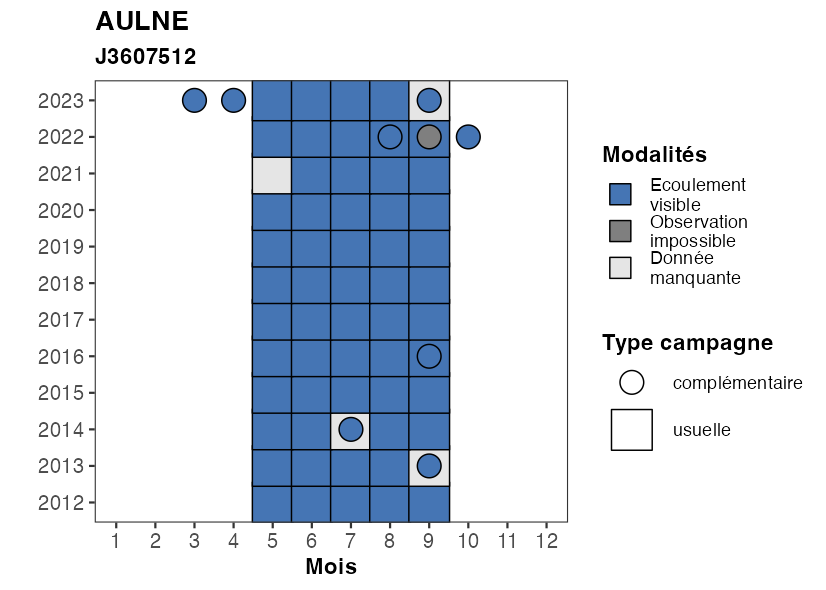 AULNE
J3607512
2023
2022
2021
2020
2019
2018
2017
2016
2015
2014
2013
2012
1 2 3 4 5 6 7 8 9 10 11 12
Mois
Modalités
Ecoulement
visible
Observation
impossible
Donnée
manquante
Type campagne
complémentaire
usuelle